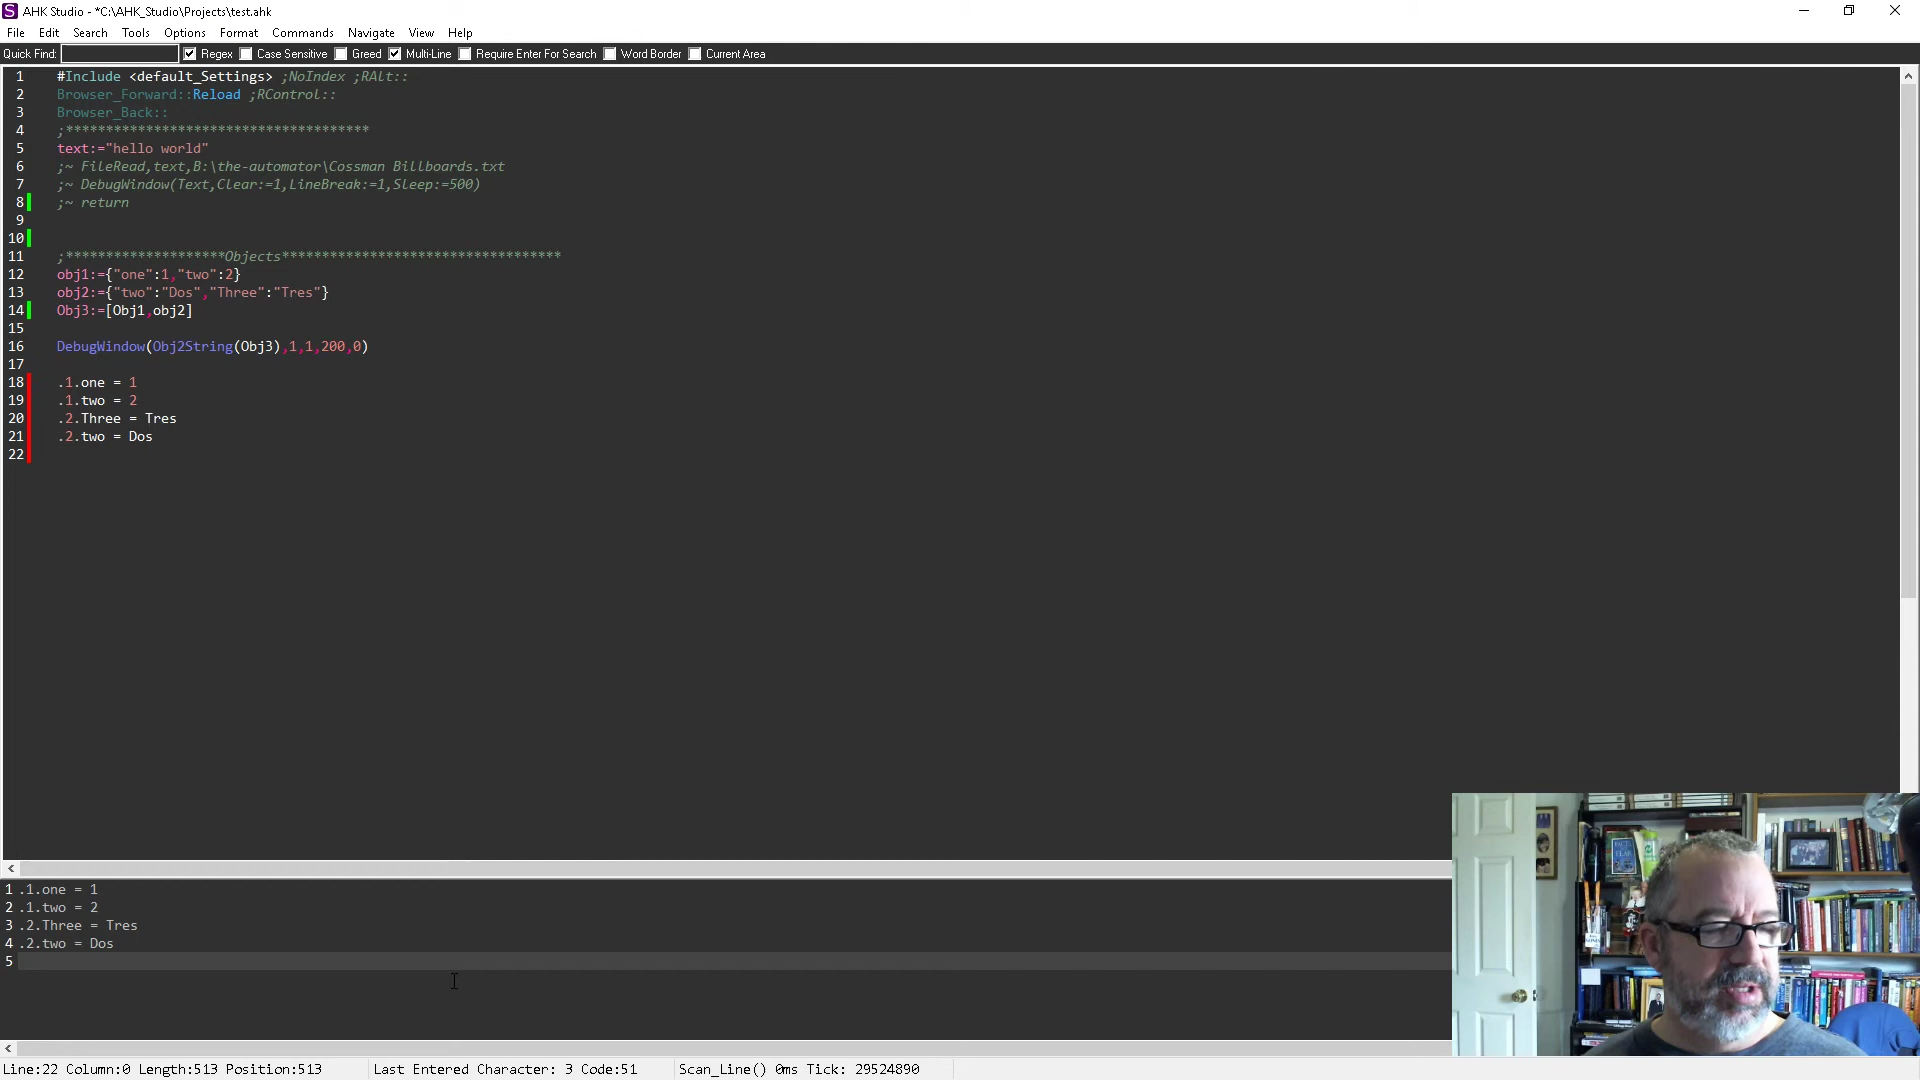 AHK Studio - *C:\AHK_Studio\Projects\test.ahk
File Edit Search Tools Options Format Commands Navigate View Help
Quick Find: Regex Case Sensitive Greed Multi-Line Require Enter For Search Word Border Current Area
1 #Include <default_Settings> ;NoIndex ;RAlt::
2 Browser_Forward::Reload ;RControl::
3 Browser_Back::
4 ;**************************************
5 text:="hello world"
6 ;~ FileRead,text,B:\the-automator\Cossman Billboards.txt
7 ;~ DebugWindow(Text,Clear:=1,LineBreak:=1,Sleep:=500)
8 ;~ return
9
10
11 ;********************Objects***********************************
12 obj1:={"one":1,"two":2}
13 obj2:={"two":"Dos","Three":"Tres"}
14 Obj3:=[Obj1,obj2]
15
16 DebugWindow(Obj2String(Obj3),1,1,200,0)
17
18 .1.one = 1
19 .1.two = 2
20 .2.Three = Tres
21 .2.two = Dos
22
1 .1.one = 1
2 .1.two = 2
3 .2.Three = Tres
4 .2.two = Dos
5
Line:22 Column:0 Length:513 Position:513 Last Entered Character: 3 Code:51 Scan_Line() 0ms Tick: 29524890